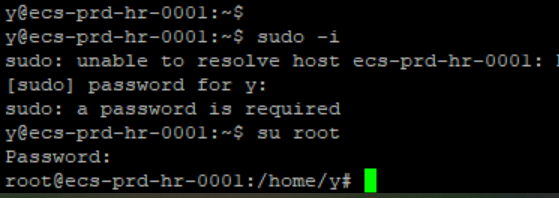 y@ecs-prd-hr-0001:~$
y@ecs-prd-hr-0001:~$ sudo -i
sudo: unable to resolve host ecs-prd-hr-0001:
[sudo] password for y:
sudo: a password is required
y@ecs-prd-hr-0001:~$ su root
Password:
root@ecs-prd-hr-0001:/home/y#